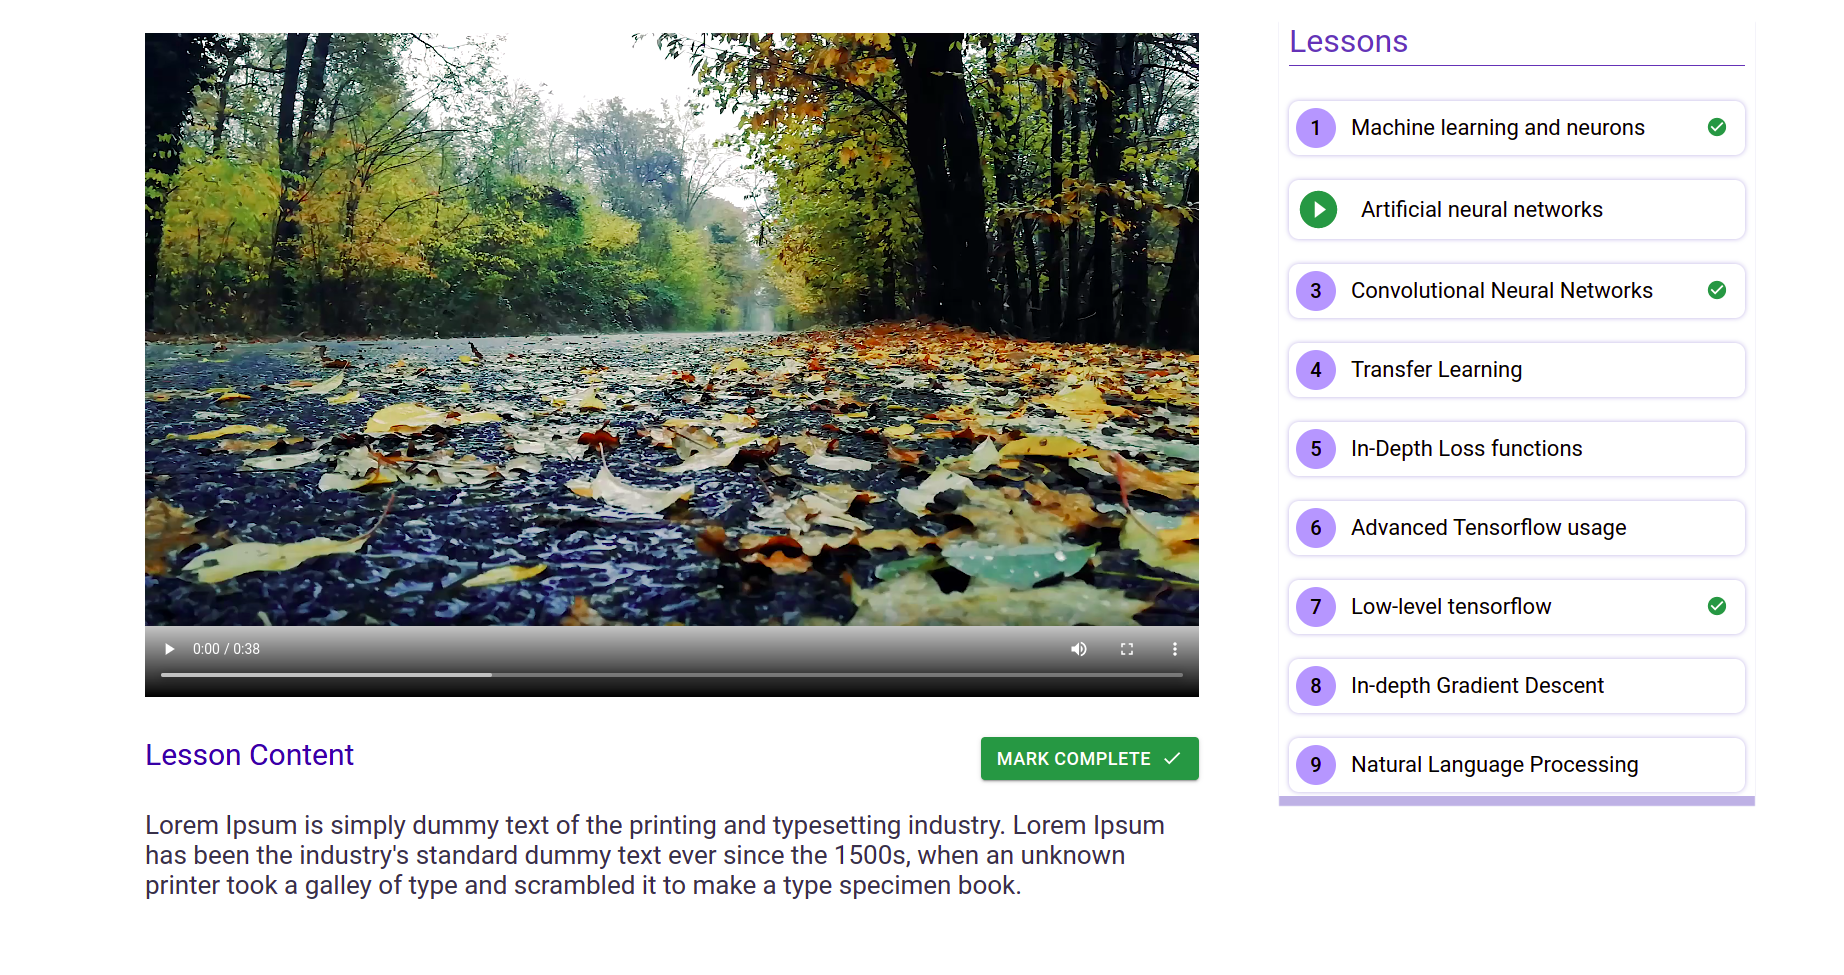 0:00 / 0:38
Lesson Content
MARK COMPLETE
Lorem Ipsum is simply dummy text of the printing and typesetting industry. Lorem Ipsum
has been the industry's standard dummy text ever since the 1500s, when an unknown
printer took a galley of type and scrambled it to make a type specimen book.
Lessons
1 Machine learning and neurons
Artificial neural networks
3 Convolutional Neural Networks
4 Transfer Learning
5 In-Depth Loss functions
6 Advanced Tensorflow usage
7 Low-level tensorflow
8 In-depth Gradient Descent
9 Natural Language Processing